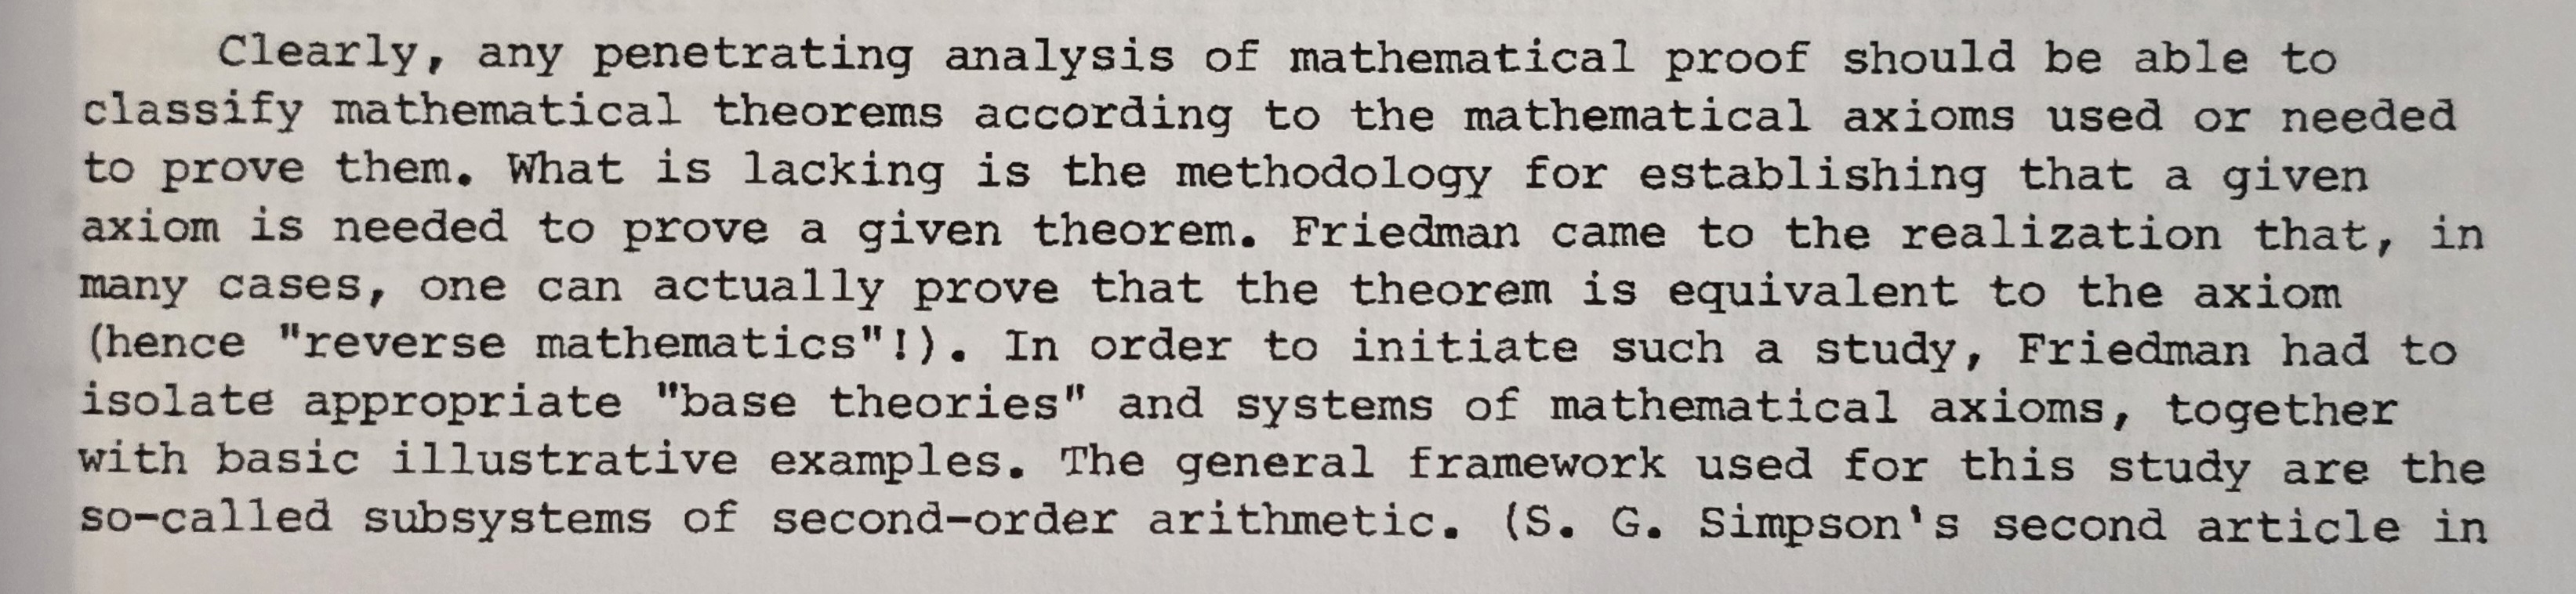 Clearly, any penetrating analysis of mathematical proof should be able to
classify mathematical theorems according to the mathematical axioms used or needed
to prove them. What is lacking is the methodology for establishing that a given
axiom is needed to prove a given theorem. Friedman came to the realization that, in
many cases, one can actually prove that the theorem is equivalent to the axiom
(hence "reverse mathematics"!). In order to initiate such a study, Friedman had to
isolate appropriate "base theories" and systems of mathematical axioms, together
with basic illustrative examples. The general framework used for this study are the
so-called subsystems of second-order arithmetic. (S. G. Simpson's second article in